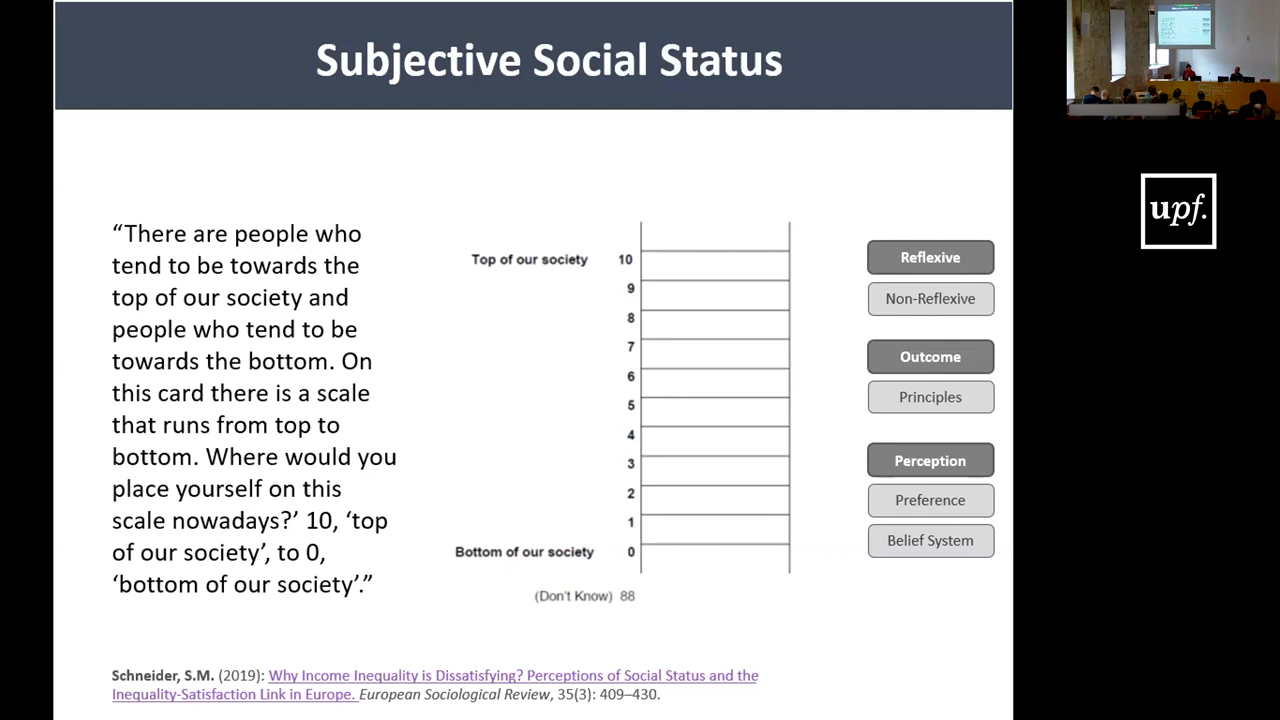 Subjective Social Status
“There are people who
tend to be towards the
top of our society and
people who tend to be
towards the bottom. On
this card there is a scale
that runs from top to
bottom. Where would you
place yourself on this
scale nowadays?’ 10, ‘top
of our society’, to 0,
‘bottom of our society’.”
Top of our society 10
9
8
7
6
5
4
3
2
1
Bottom of our society 0
(Don't Know) 88
Reflexive
Non-Reflexive
Outcome
Principles
Perception
Preference
Belief System
Schneider, S.M. (2019): Why Income Inequality is Dissatisfying? Perceptions of Social Status and the
Inequality-Satisfaction Link in Europe. European Sociological Review, 35(3): 409–430.
upf.